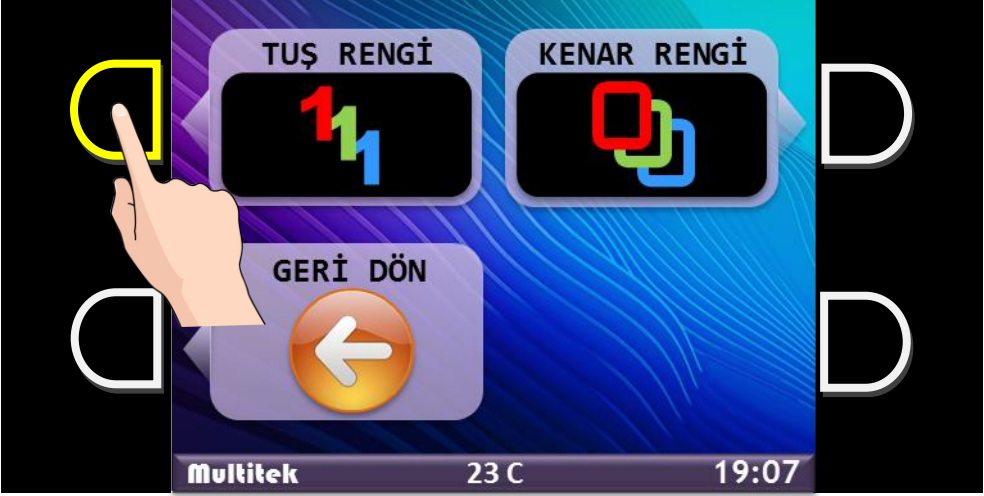 TUŞ RENGİ
KENAR RENGİ
111
GERİ DÖN
Multitek 23 C 19:07